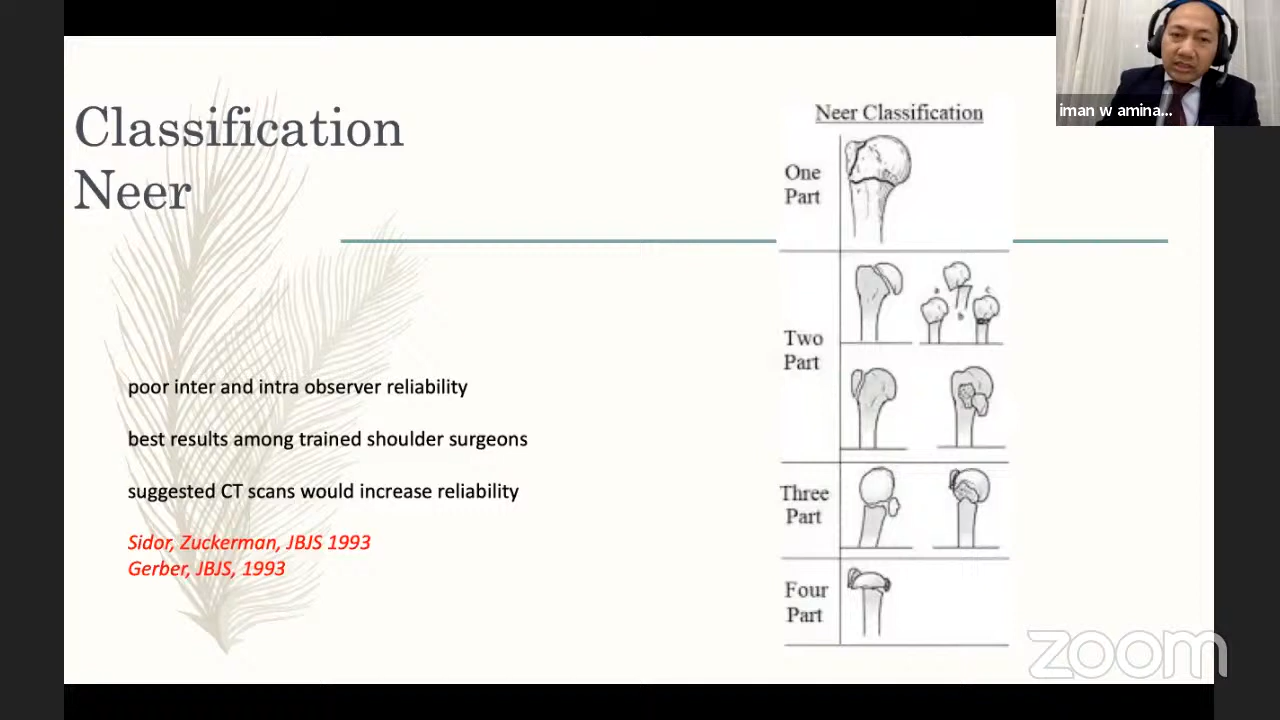 Classification
Neer
poor inter and intra observer reliability
best results among trained shoulder surgeons
suggested CT scans would increase reliability
Sidor, Zuckerman, JBJS 1993
Gerber, JBJS, 1993
Neer Classification
One
Part
Two
Part
Three
Part
Four
Part
iman w amina...
zoom